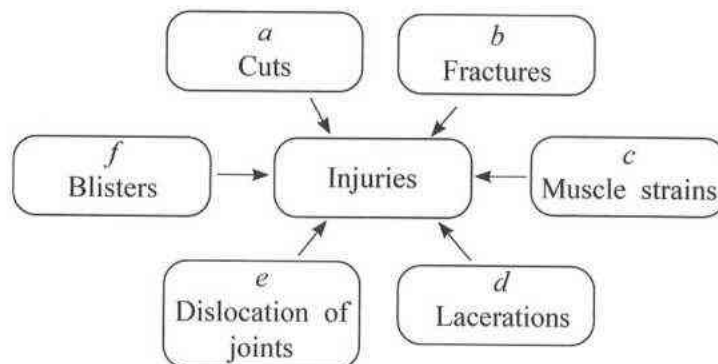 a
Cuts
b
Fractures
f
Blisters
Injuries
c
Muscle strains
e
Dislocation of
joints
d
Lacerations